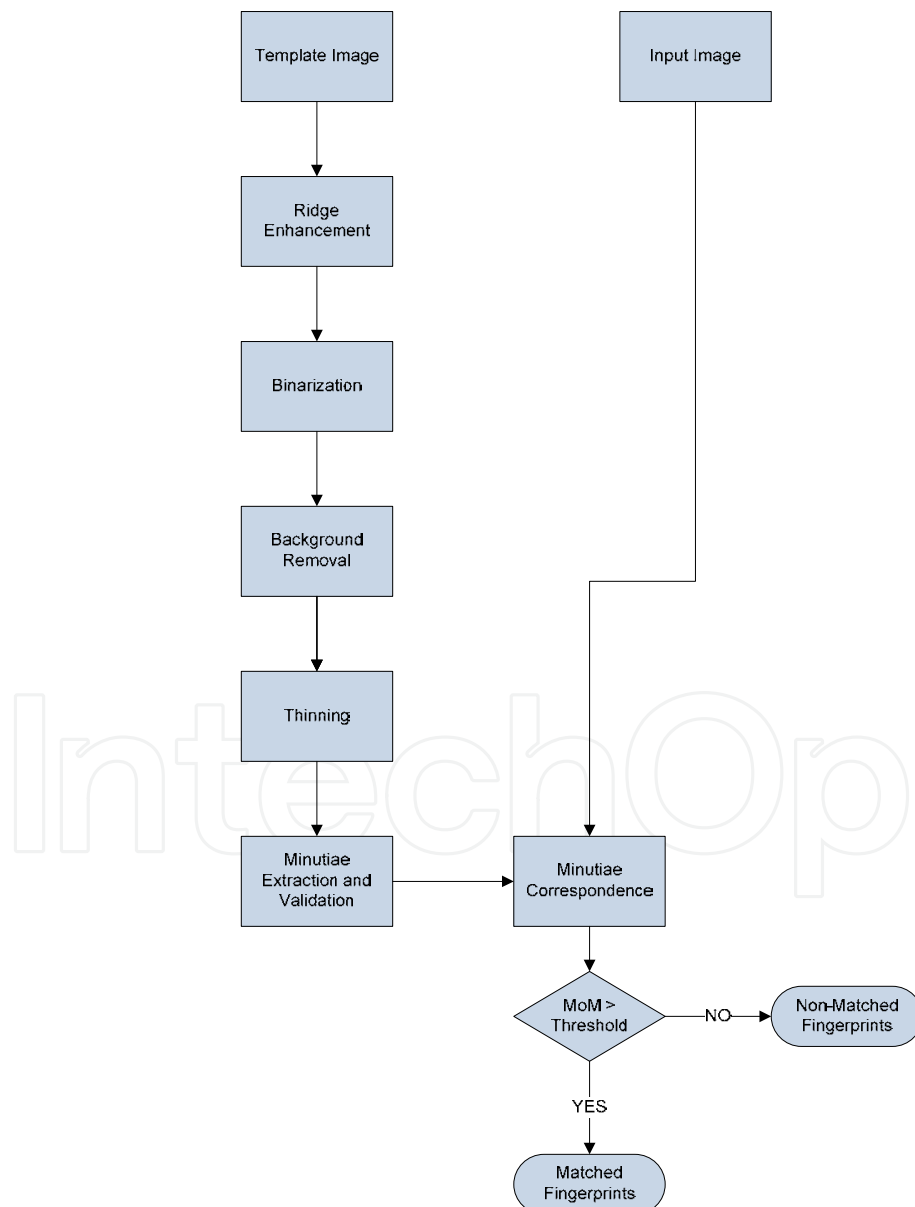 Template Image
Input Image
Ridge
Enhancement
Binarization
Background
Removal
Thinning
Minutiae
Extraction and
Validation
Minutiae
Correspondence
MoM >
Threshold
NO
Non-Matched
Fingerprints
YES
Matched
Fingerprints
IntechOp